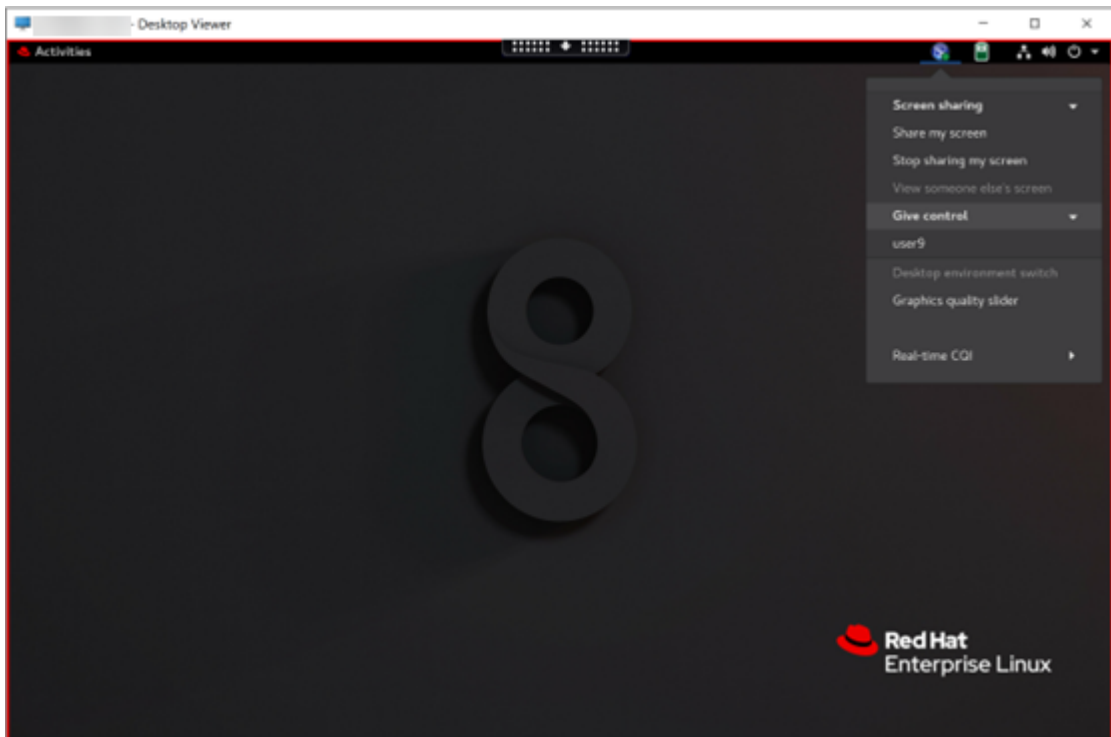 - Desktop Viewer
Activities
Screen sharing
Share my screen
Stop sharing my screen
View someone else's screen
Give control
user9
Desktop environment switch
Graphics quality slider
Real-time CQI
8
Red Hat
Enterprise Linux